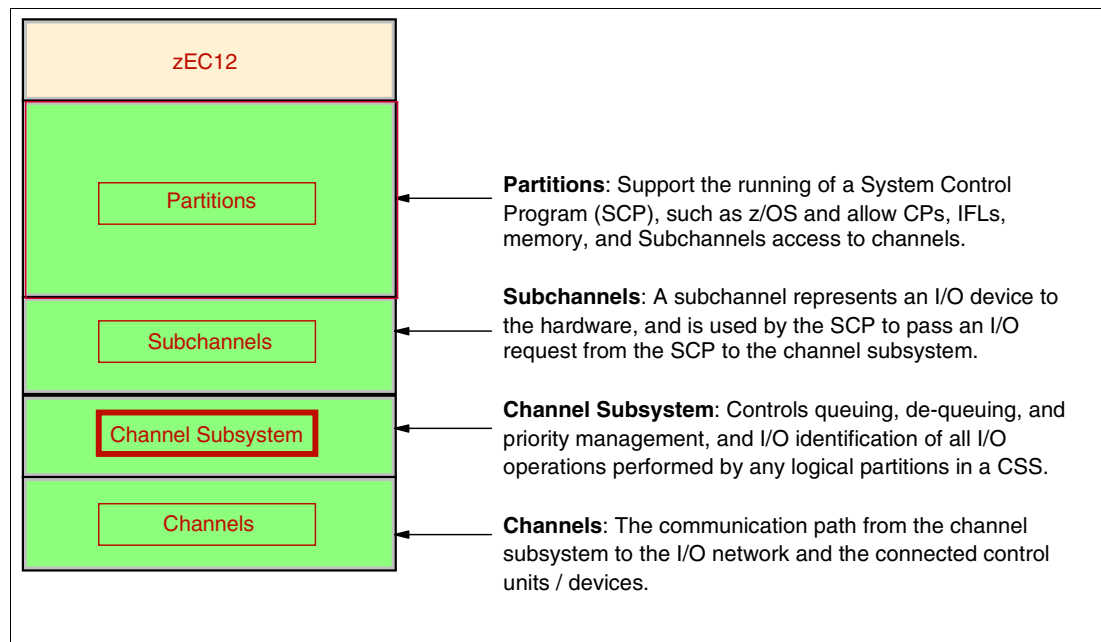 zEC12
Partitions
Partitions: Support the running of a System Control
Program (SCP), such as z/OS and allow CPs, IFLs,
memory, and Subchannels access to channels.
Subchannels
Subchannels: A subchannel represents an I/O device to
the hardware, and is used by the SCP to pass an I/O
request from the SCP to the channel subsystem.
Channel Subsystem
Channel Subsystem: Controls queuing, de-queuing, and
priority management, and I/O identification of all I/O
operations performed by any logical partitions in a CSS.
Channels
Channels: The communication path from the channel
subsystem to the I/O network and the connected control
units / devices.